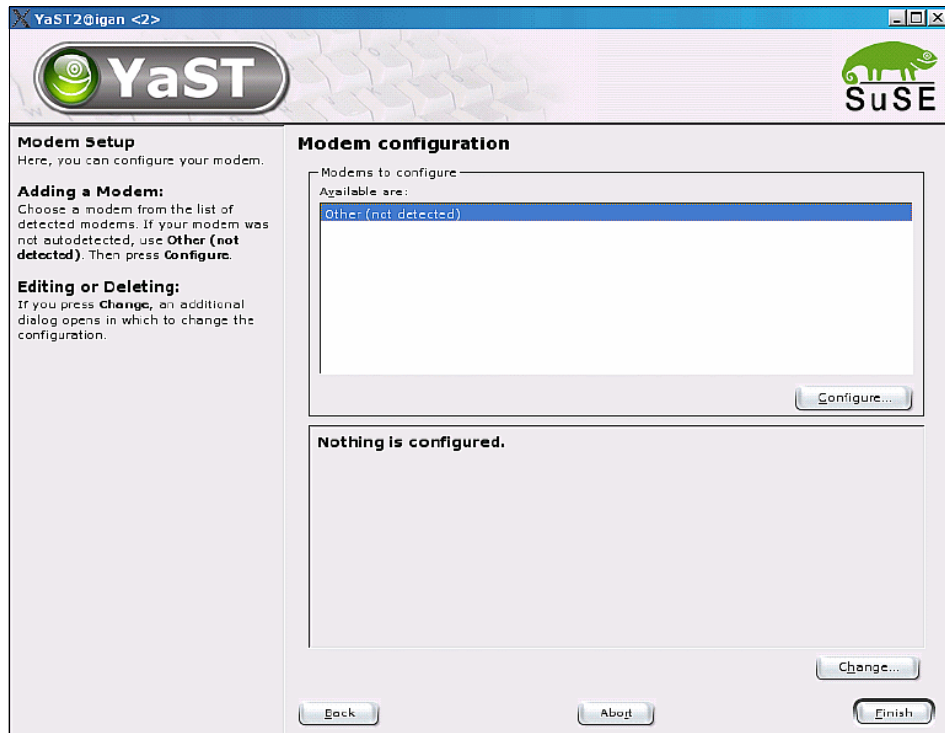 YaST2@igan <2>
YaST
SuSE
Modem Setup
Here, you can configure your modem.
Adding a Modem:
Choose a modem from the list of
detected modems. If your modem was
not autodetected, use Other (not
detected). Then press Configure.
Editing or Deleting:
If you press Change, an additional
dialog opens in which to change the
configuration.
Modem configuration
Modems to configure
Available are:
Other (not detected)
Configure...
Nothing is configured.
Change...
Back
Abort
Finish